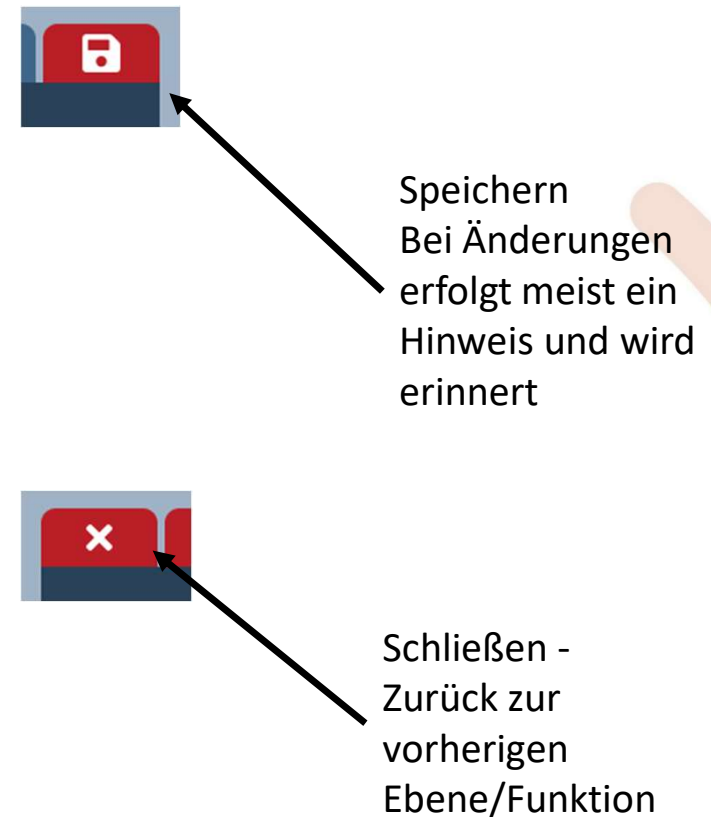 Speichern
Bei Änderungen
erfolgt meist ein
Hinweis und wird
erinnert
Schließen -
Zurück zur
vorherigen
Ebene/Funktion